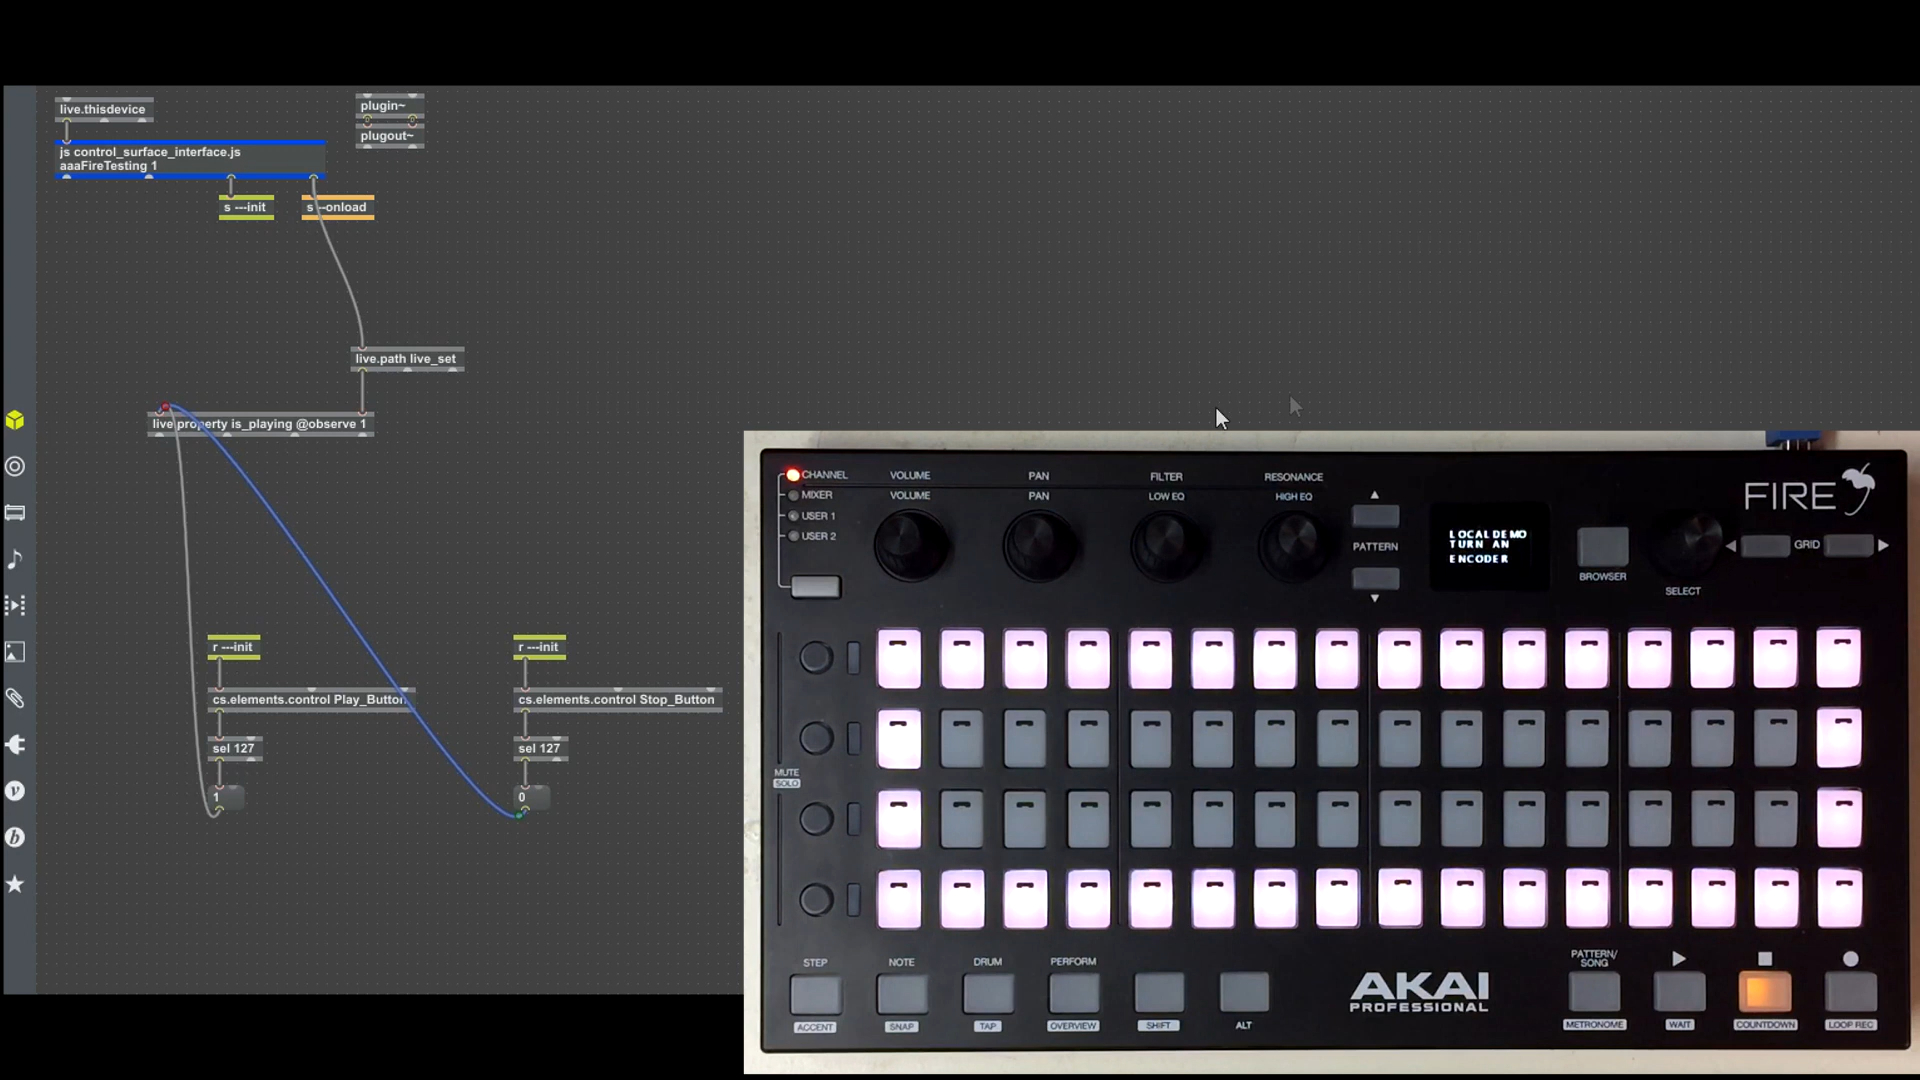 live.thisdevice
plugin~
plugout~
js control_surface_interface.js
aaaFireTesting 1
s ---init
s ---onload
live.path live_set
live.property is_playing @observe 1
r ---init
r ---init
cs.elements.control Play_Button
cs.elements.control Stop_Button
sel 127
sel 127
1
0
CHANNEL
VOLUME
PAN
FILTER
RESONANCE
MIXER
VOLUME
PAN
LOW EQ
HIGH EQ
USER 1
USER 2
PATTERN
LOCALDEMO
TURN AN
ENCODER
BROWSER
SELECT
GRID
FIRE
MUTE
SOLO
STEP
NOTE
DRUM
PERFORM
PATTERN/
SONG
AKAI
PROFESSIONAL
ACCENT
SNAP
TAP
OVERVIEW
SHIFT
ALT
METRONOME
WAIT
COUNTDOWN
LOOP REC